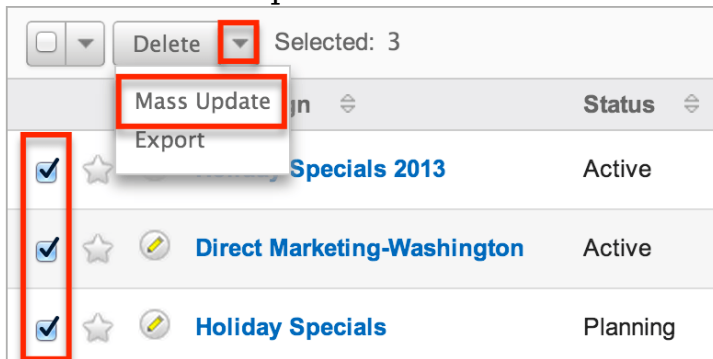 Delete Selected: 3
Mass Update
Export
Status
Specials 2013 Active
Direct Marketing-Washington Active
Holiday Specials Planning